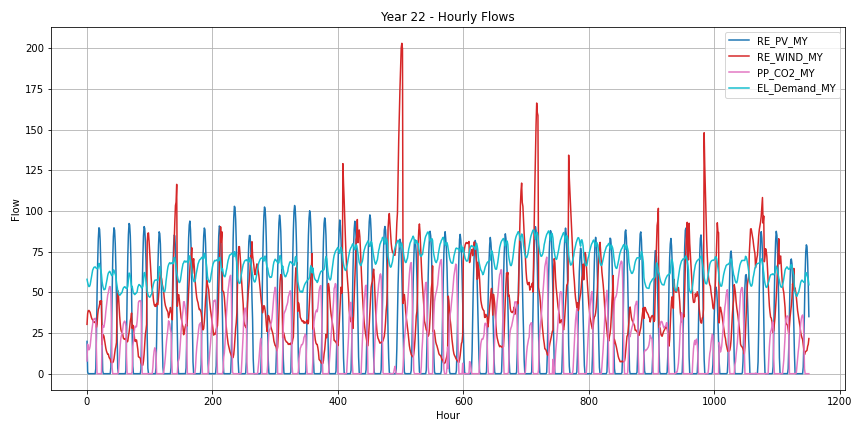 Year 22 - Hourly Flows
RE_PV_MY
RE_WIND_MY
PP_CO2_MY
EL_Demand_MY
200
175
150
125
100
75
50
25
0
Flow
0 200 400 600 800 1000 1200
Hour